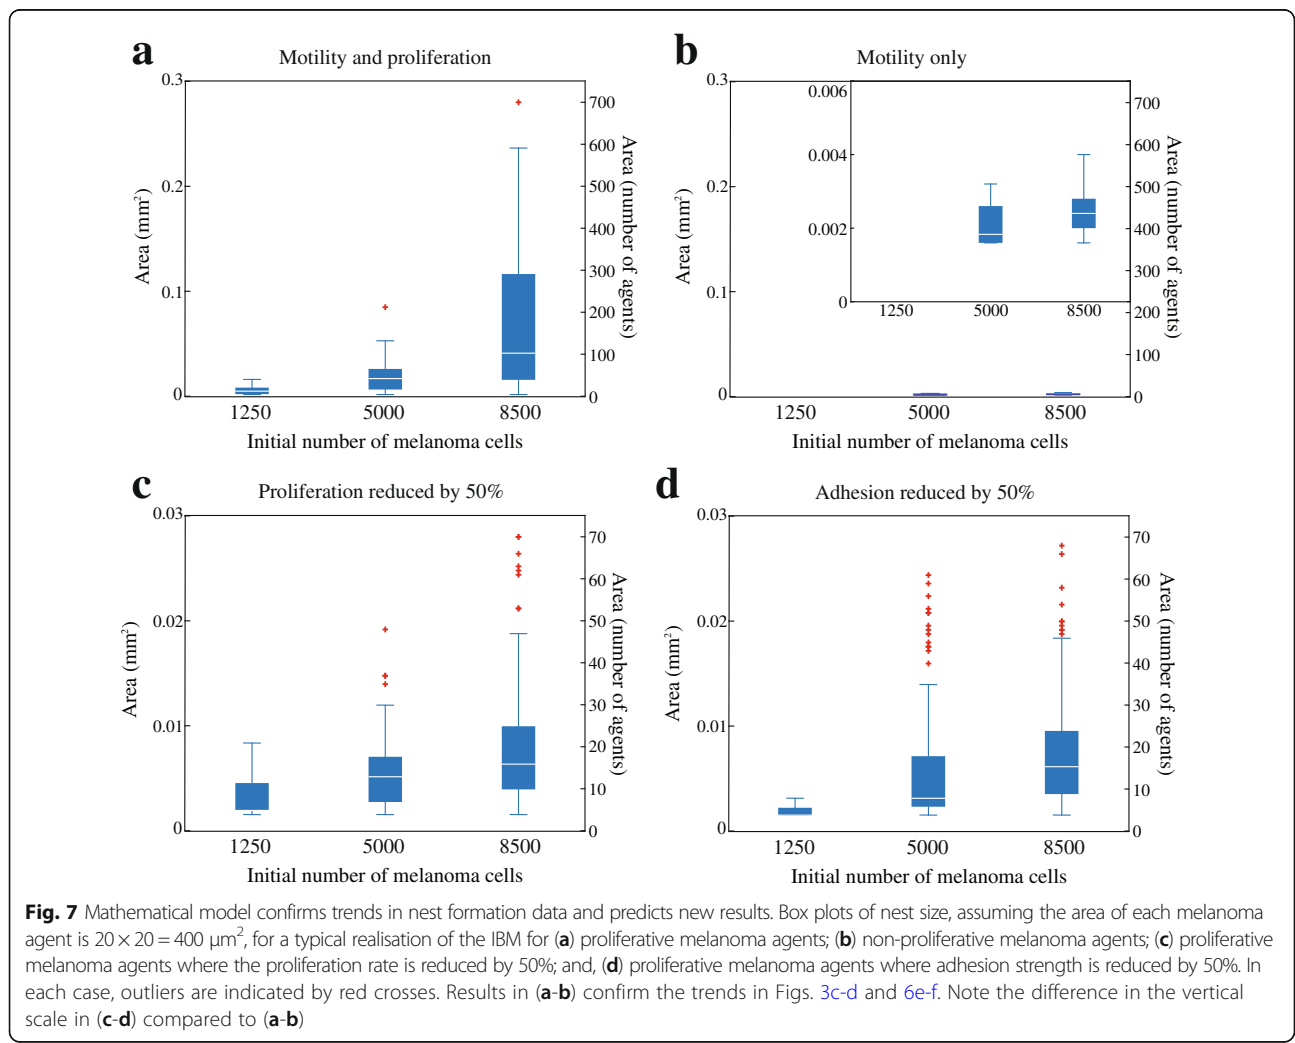 a
Motility and proliferation
0.3
0.2
0.1
0
Area (mm²)
700
600
500
400
300
200
100
0
Area (number of agents)
1250 5000 8500
Initial number of melanoma cells
b
Motility only
0.3
0.2
0.1
0
Area (mm²)
0.006
0.004
0.002
0
1250 5000 8500
700
600
500
400
300
200
100
0
Area (number of agents)
1250 5000 8500
Initial number of melanoma cells
c
Proliferation reduced by 50%
0.03
0.02
0.01
0
Area (mm²)
70
60
50
40
30
20
10
0
Area (number of agents)
1250 5000 8500
Initial number of melanoma cells
d
Adhesion reduced by 50%
0.03
0.02
0.01
0
Area (mm²)
70
60
50
40
30
20
10
0
Area (number of agents)
1250 5000 8500
Initial number of melanoma cells
Fig. 7 Mathematical model confirms trends in nest formation data and predicts new results. Box plots of nest size, assuming the area of each melanoma
agent is 20 × 20 = 400 μm², for a typical realisation of the IBM for (a) proliferative melanoma agents; (b) non-proliferative melanoma agents; (c) proliferative
melanoma agents where the proliferation rate is reduced by 50%; and, (d) proliferative melanoma agents where adhesion strength is reduced by 50%. In
each case, outliers are indicated by red crosses. Results in (a-b) confirm the trends in Figs. 3c-d and 6e-f. Note the difference in the vertical
scale in (c-d) compared to (a-b)